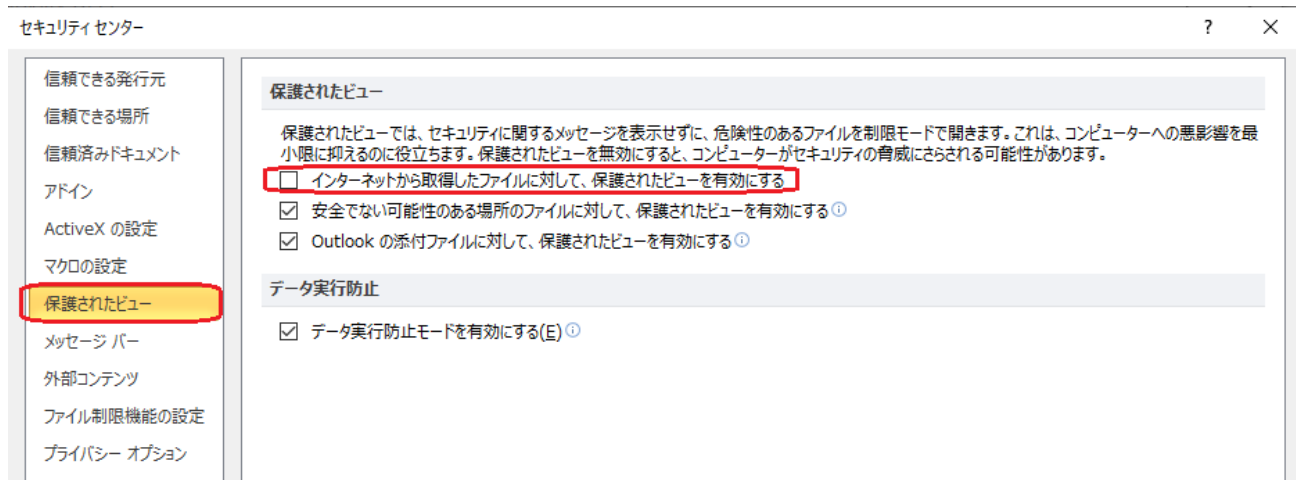 セキュリティ センター
?
×
信頼できる発行元
信頼できる場所
信頼済みドキュメント
アドイン
ActiveX の設定
マクロの設定
保護されたビュー
メッセージ バー
外部コンテンツ
ファイル制限機能の設定
プライバシー オプション
保護されたビュー
保護されたビューでは、セキュリティに関するメッセージを表示せずに、危険性のあるファイルを制限モードで開きます。これは、コンピューターへの悪影響を最
小限に抑えるのに役立ちます。保護されたビューを無効にすると、コンピューターがセキュリティの脅威にさらされる可能性があります。
インターネットから取得したファイルに対して、保護されたビューを有効にする
安全でない可能性のある場所のファイルに対して、保護されたビューを有効にする
Outlook の添付ファイルに対して、保護されたビューを有効にする
データ実行防止
データ実行防止モードを有効にする(E)